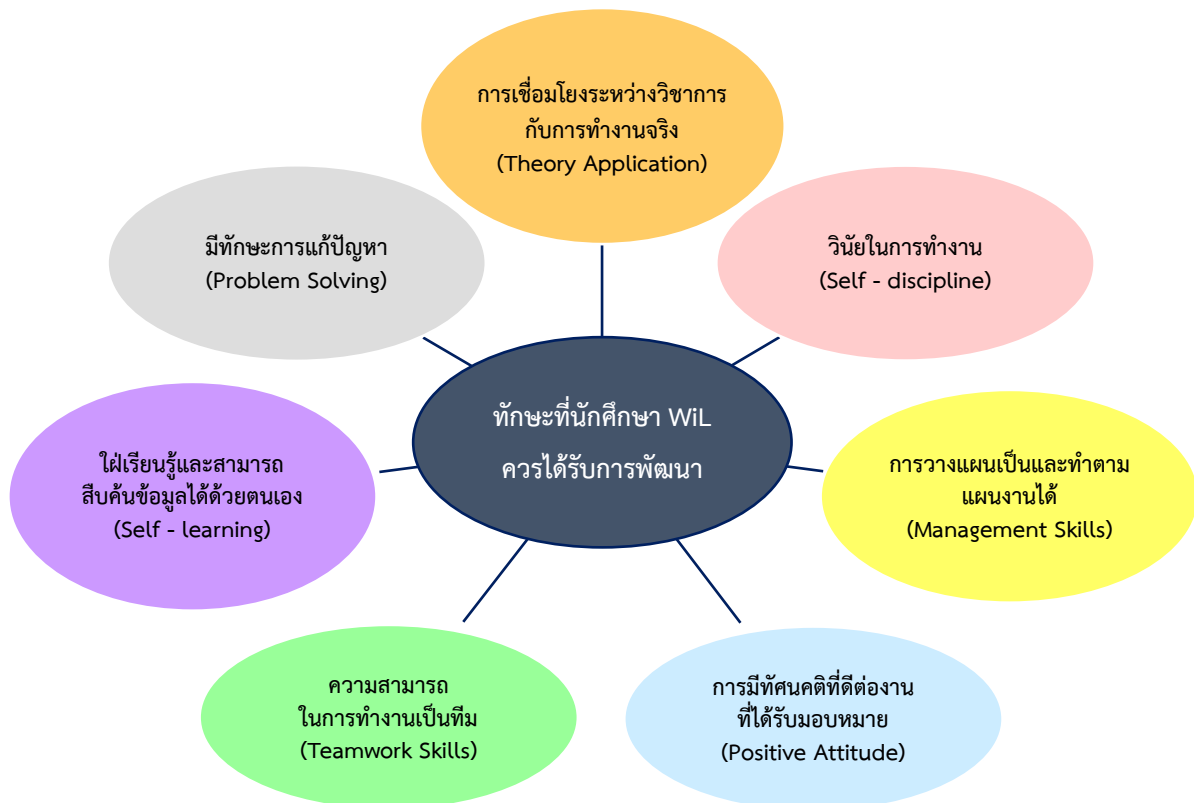 การเชื่อมโยงระหว่างวิชาการ
กับการทำงานจริง
(Theory Application)
มีทักษะการแก้ปัญหา
(Problem Solving)
วินัยในการทำงาน
(Self - discipline)
ทักษะที่นักศึกษา WiL
ควรได้รับการพัฒนา
ใฝ่เรียนรู้และสามารถ
สืบค้นข้อมูลได้ด้วยตนเอง
(Self - learning)
การวางแผนเป็นและทำตาม
แผนงานได้
(Management Skills)
ความสามารถ
ในการทำงานเป็นทีม
(Teamwork Skills)
การมีทัศนคติที่ดีต่องาน
ที่ได้รับมอบหมาย
(Positive Attitude)